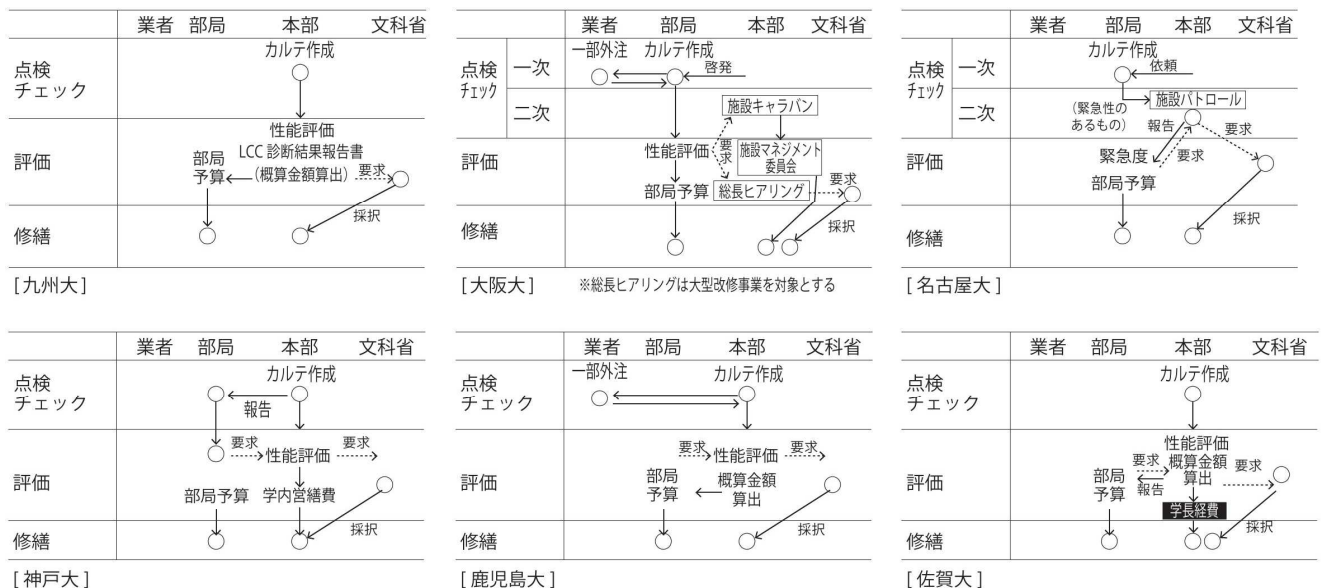 業者 部局 本部 文科省
点検
チェック
カルテ作成
評価
性能評価
LCC 診断結果報告書
(概算金額算出)
部局
予算
要求
採択
修繕
[九州大]
業者 部局 本部 文科省
点検
チェック
一次
二次
一部外注
カルテ作成
啓発
施設キャラバン
評価
性能評価
要求
施設マネジメント
委員会
部局予算
総長ヒアリング
要求
採択
修繕
[大阪大]
※総長ヒアリングは大型改修事業を対象とする
業者 部局 本部 文科省
点検
チェック
一次
二次
カルテ作成
依頼
(緊急性の
あるもの)
施設パトロール
報告
要求
評価
緊急度
要求
部局予算
採択
修繕
[名古屋大]
業者 部局 本部 文科省
点検
チェック
カルテ作成
報告
評価
要求
性能評価
要求
部局予算
学内営繕費
採択
修繕
[神戸大]
業者 部局 本部 文科省
点検
チェック
一部外注
カルテ作成
評価
要求
性能評価
要求
部局
予算
概算金額
算出
採択
修繕
[鹿児島大]
業者 部局 本部 文科省
点検
チェック
カルテ作成
評価
性能評価
概算金額
算出
部局
予算
要求
報告
要求
学長経費
採択
修繕
[佐賀大]